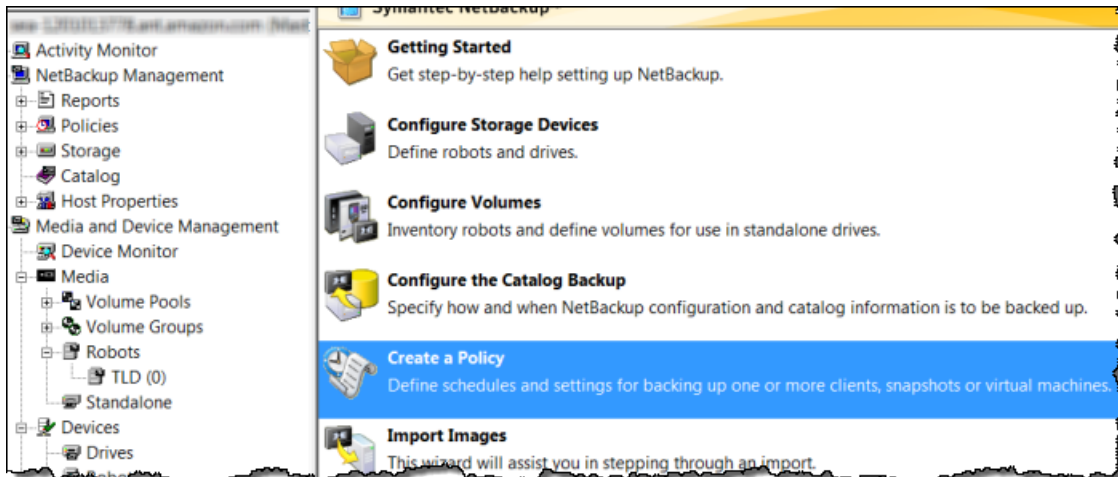 Symantec NetBackup
Activity Monitor
NetBackup Management
Reports
Policies
Storage
Catalog
Host Properties
Media and Device Management
Device Monitor
Media
Volume Pools
Volume Groups
Robots
TLD (0)
Standalone
Devices
Drives
Getting Started
Get step-by-step help setting up NetBackup.
Configure Storage Devices
Define robots and drives.
Configure Volumes
Inventory robots and define volumes for use in standalone drives.
Configure the Catalog Backup
Specify how and when NetBackup configuration and catalog information is to be backed up.
Create a Policy
Define schedules and settings for backing up one or more clients, snapshots or virtual machines.
Import Images
This wizard will assist you in stepping through an import.